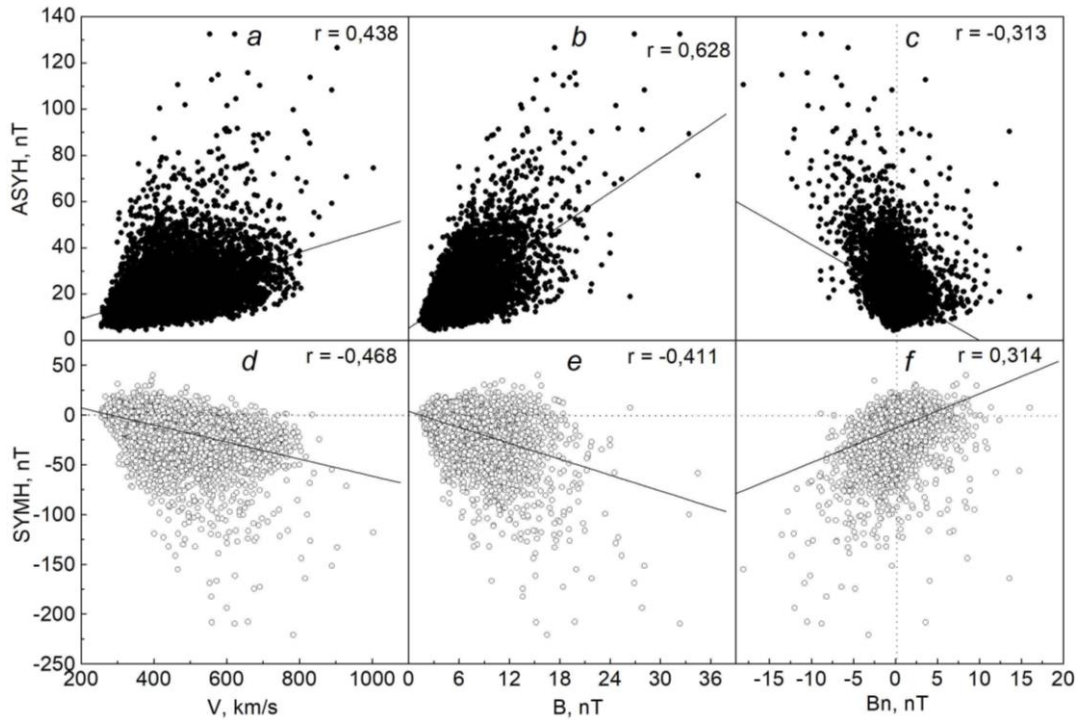 140
120
100
80
60
40
20
0
ASYH, nT
a
r = 0,438
b
r = 0,628
c
r = -0,313
50
0
-50
-100
-150
-200
-250
SYMH, nT
d
r = -0,468
e
r = -0,411
f
r = 0,314
200 400 600 800 1000
V, km/s
0 6 12 18 24 30 36
B, nT
-15 -10 -5 0 5 10 15 20
Bn, nT